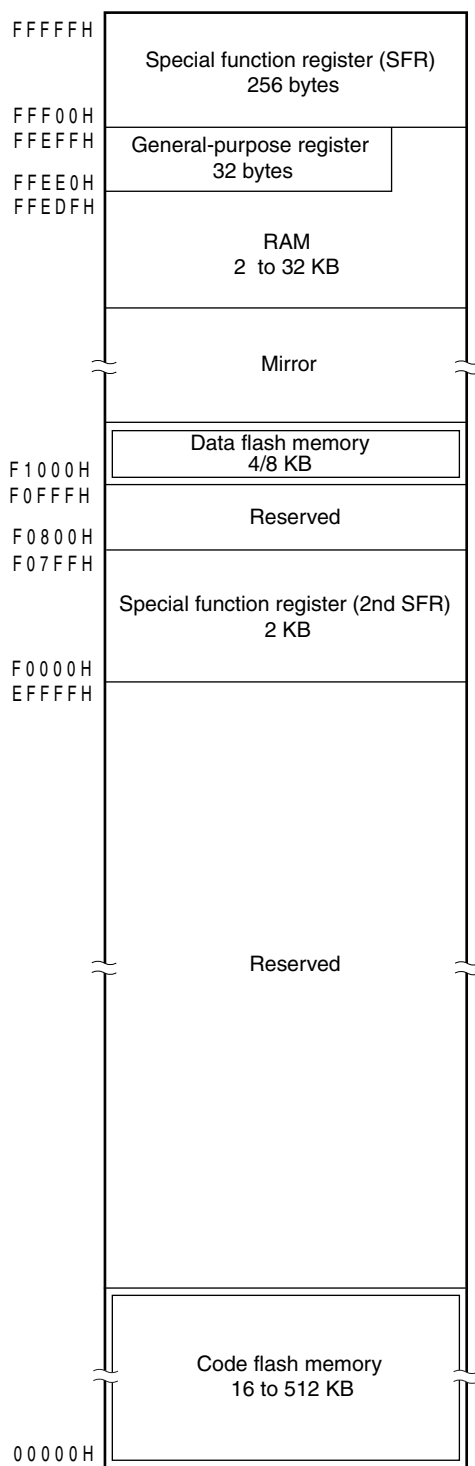 FFFFFH
Special function register (SFR)
256 bytes
FFF00H
FFEFFH
General-purpose register
32 bytes
FFEE0H
FFEDFH
RAM
2 to 32 KB
Mirror
Data flash memory
4/8 KB
F1000H
F0FFFH
Reserved
F0800H
F07FFH
Special function register (2nd SFR)
2 KB
F0000H
EFFFFH
Reserved
Code flash memory
16 to 512 KB
00000H